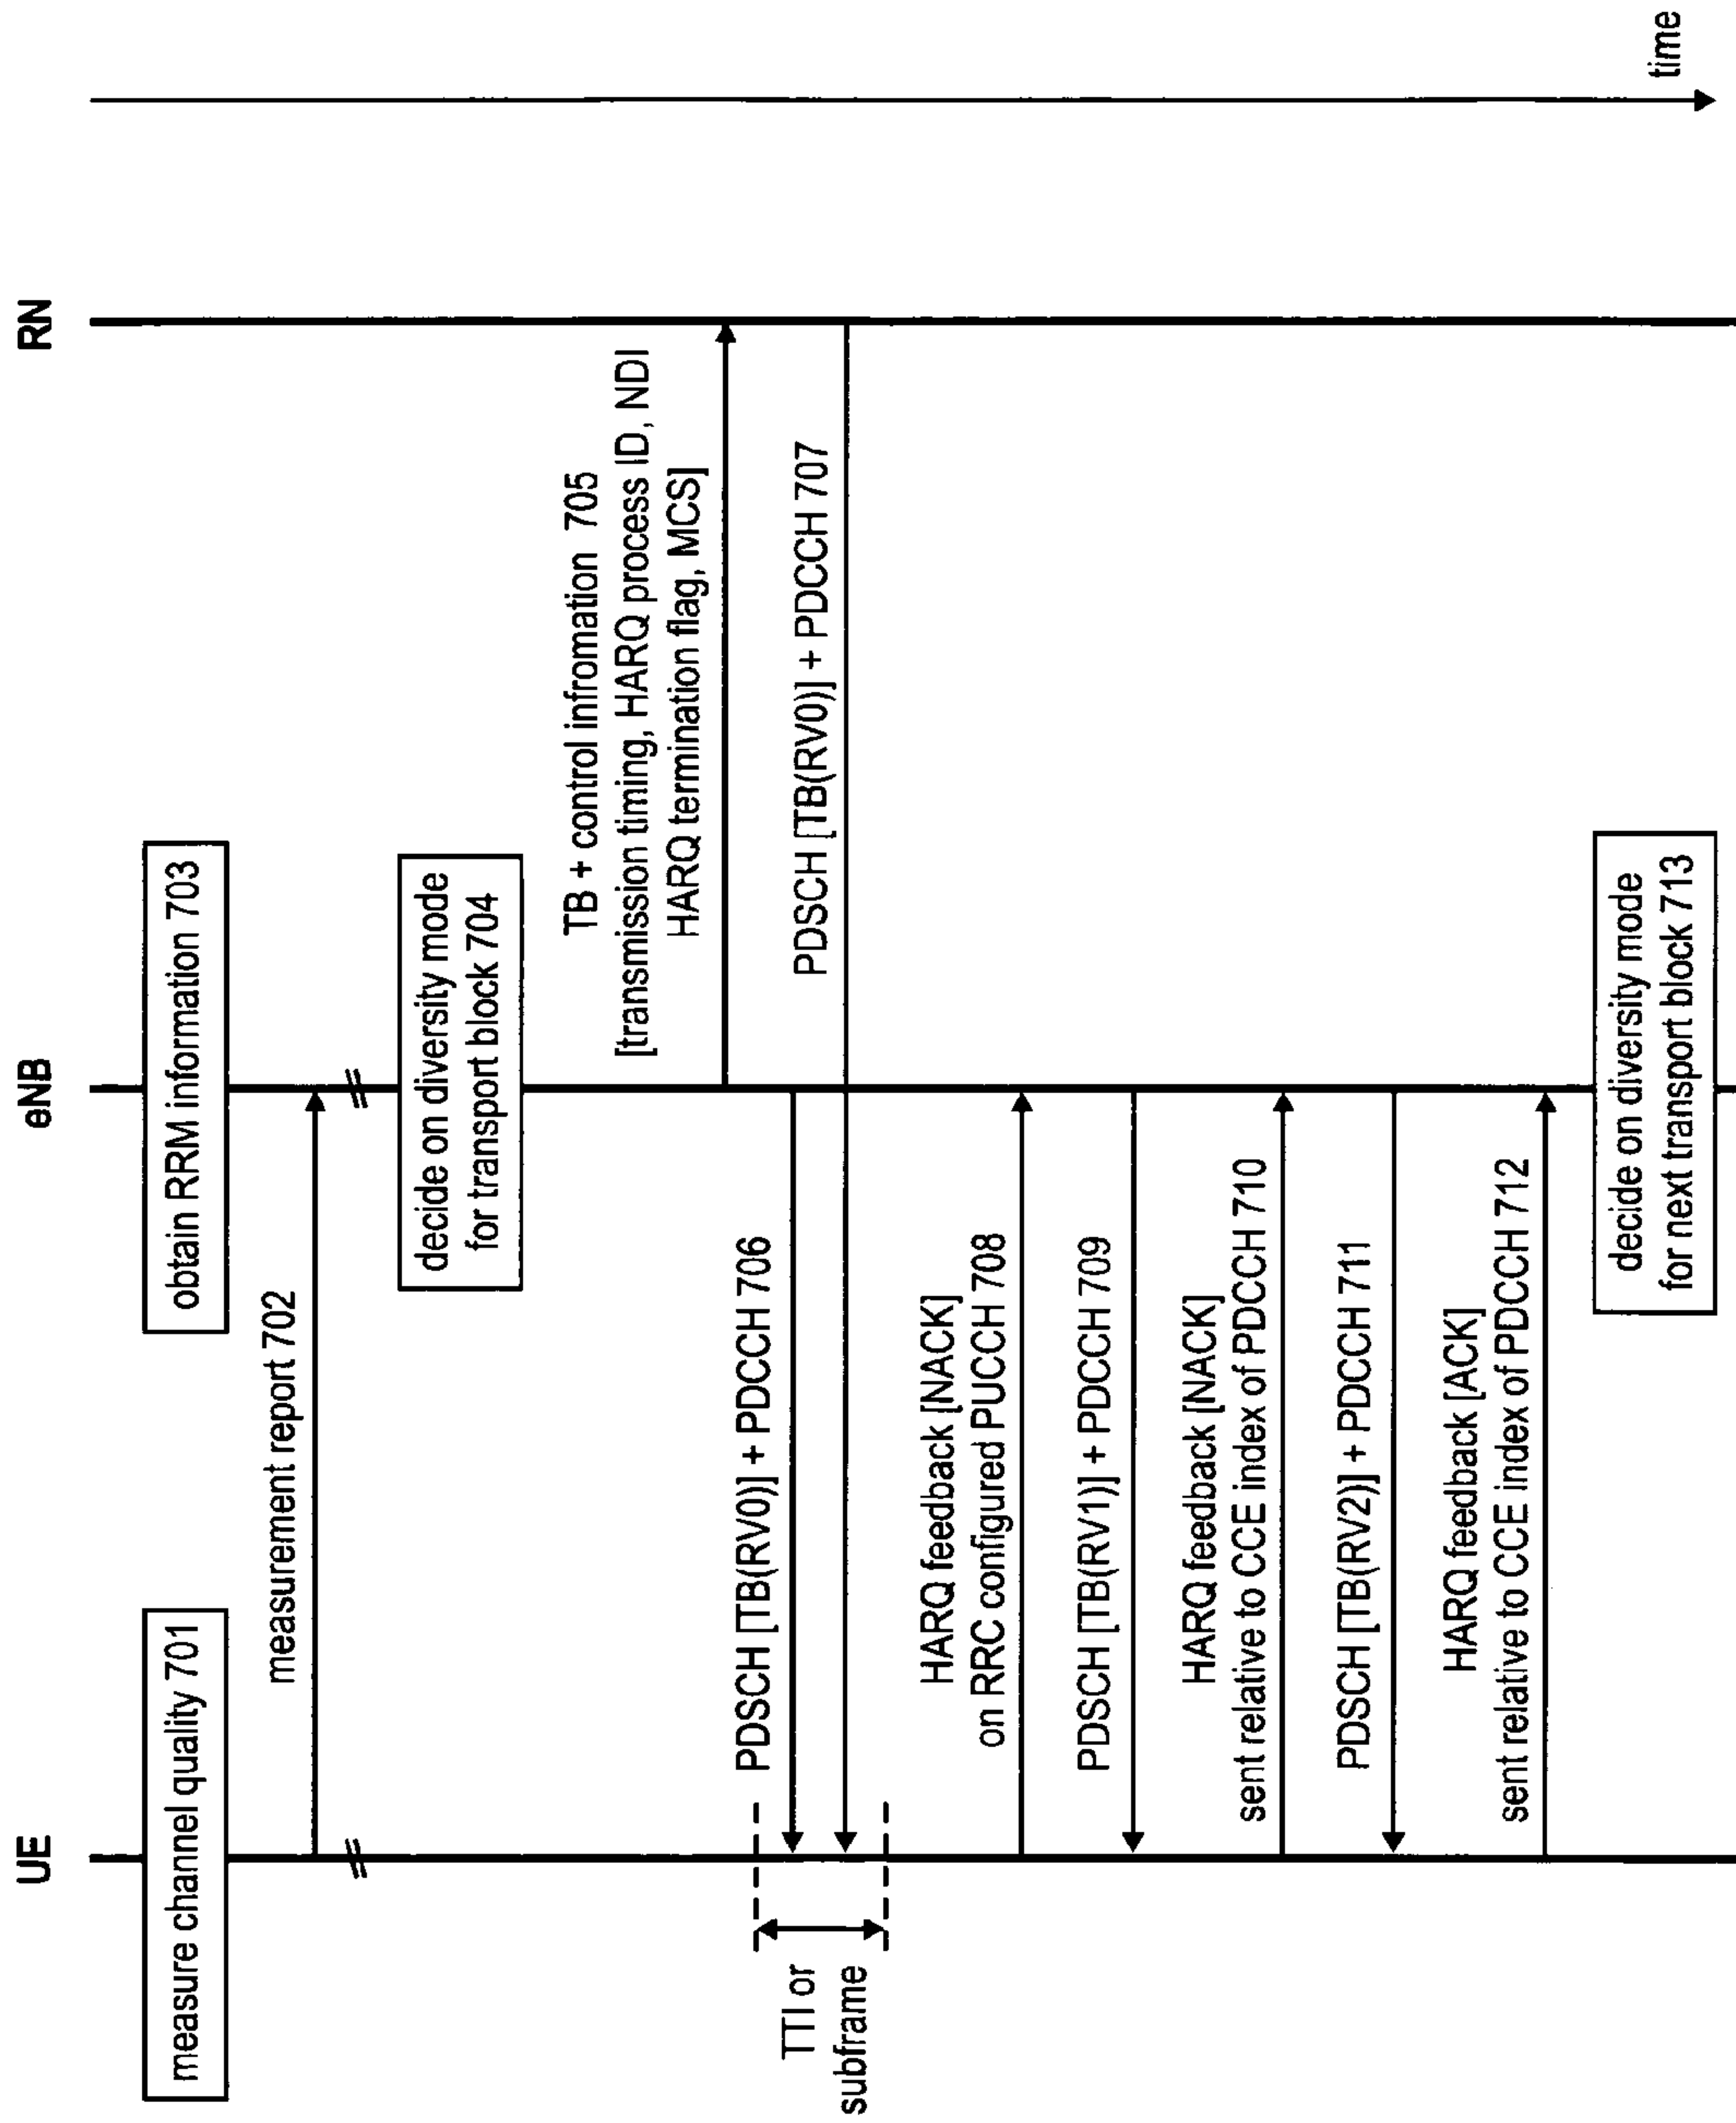 UE
eNB
RN
measure channel quality 701
obtain RRM information 703
measurement report 702
decide on diversity mode
for transport block 704
TB + control infromation 705
[transmission timing, HARQ process ID, NDI
HARQ termination flag, MCS]
PDSCH [TB(RV0)] + PDCCH 706
PDSCH [TB(RV0)] + PDCCH 707
TTI or
subframe
HARQ feedback [NACK]
on RRC configured PUCCH 708
PDSCH [TB(RV1)] + PDCCH 709
HARQ feedback [NACK]
sent relative to CCE index of PDCCH 710
PDSCH [TB(RV2)] + PDCCH 711
HARQ feedback [ACK]
sent relative to CCE index of PDCCH 712
decide on diversity mode
for next transport block 713
time